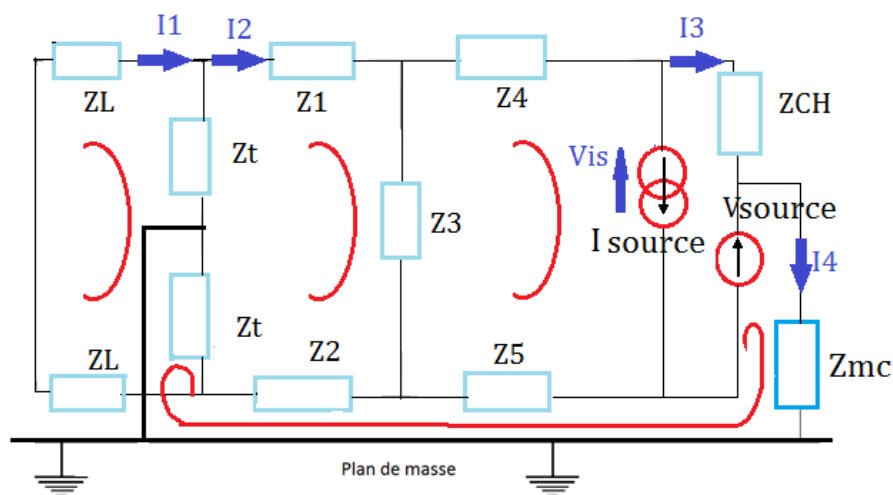 I1 I2 I3
ZL Z1 Z4 ZCH
Zt Vis
Z3 I source Vsource
I4
Zt
ZL Z2 Z5 Zmc
Plan de masse